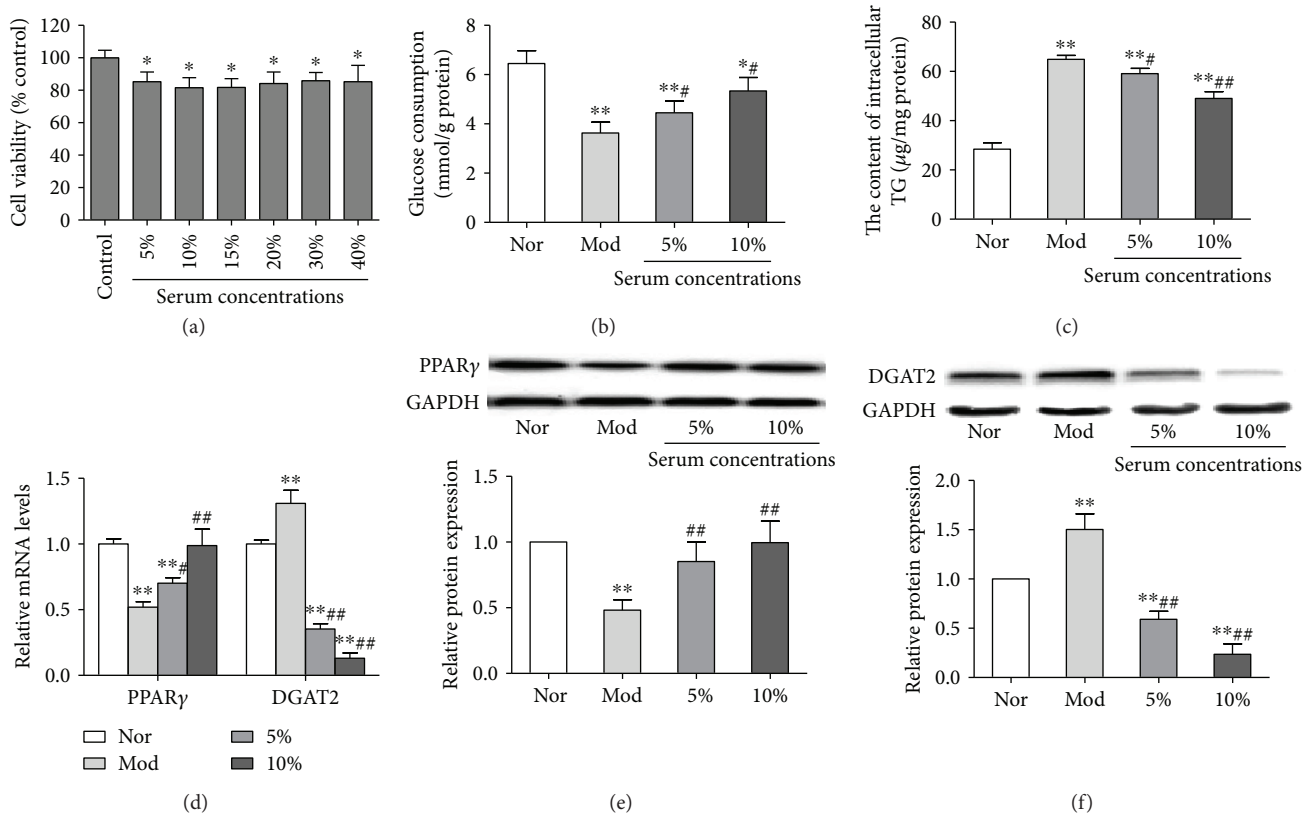 Cell viability (% control)
120
100
80
60
40
20
0
* * * * * *
Control 5% 10% 15% 20% 30% 40%
Serum concentrations
(a)
Glucose consumption
(mmol/g protein)
8
6
4
2
0
** **# *#
Nor Mod 5% 10%
Serum concentrations
(b)
The content of intracellular
TG (μg/mg protein)
80
60
40
20
0
** **# **##
Nor Mod 5% 10%
Serum concentrations
(c)
Relative mRNA levels
1.5
1.0
0.5
0.0
** **# ## ** **## **##
PPARγ DGAT2
Nor 5%
Mod 10%
(d)
PPARγ
GAPDH
Nor Mod 5% 10%
Serum concentrations
Relative protein expression
1.5
1.0
0.5
0.0
** ## ##
Nor Mod 5% 10%
(e)
DGAT2
GAPDH
Nor Mod 5% 10%
Serum concentrations
Relative protein expression
2.0
1.5
1.0
0.5
0.0
** **## **##
Nor Mod 5% 10%
(f)